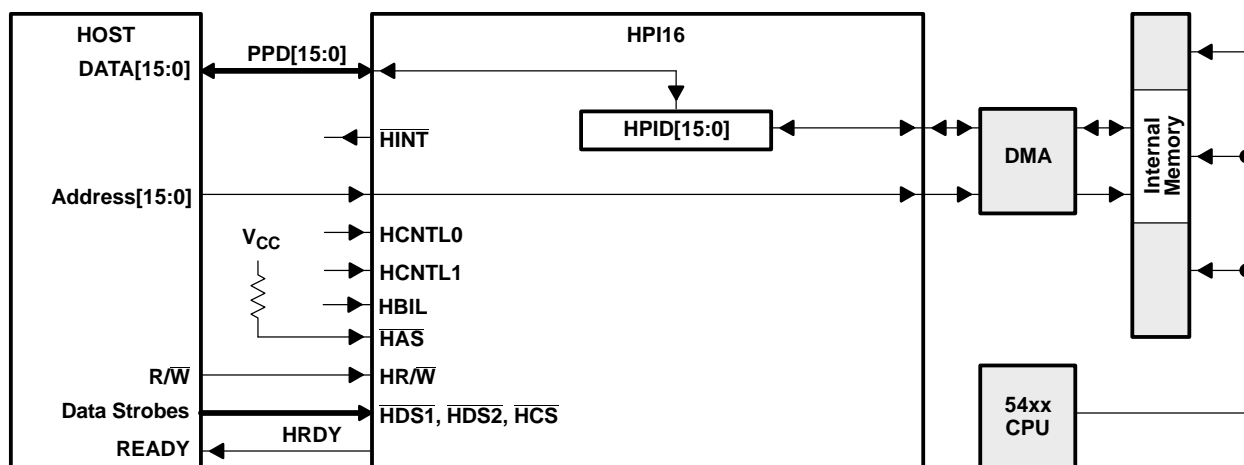 HOST
HPI16
DATA[15:0]
PPD[15:0]
HPID[15:0]
HINT
DMA
Internal
Memory
Address[15:0]
VCC
HCNTL0
HCNTL1
HBIL
HAS
R/W
HR/W
Data Strobes
HDS1, HDS2, HCS
54xx
CPU
READY
HRDY